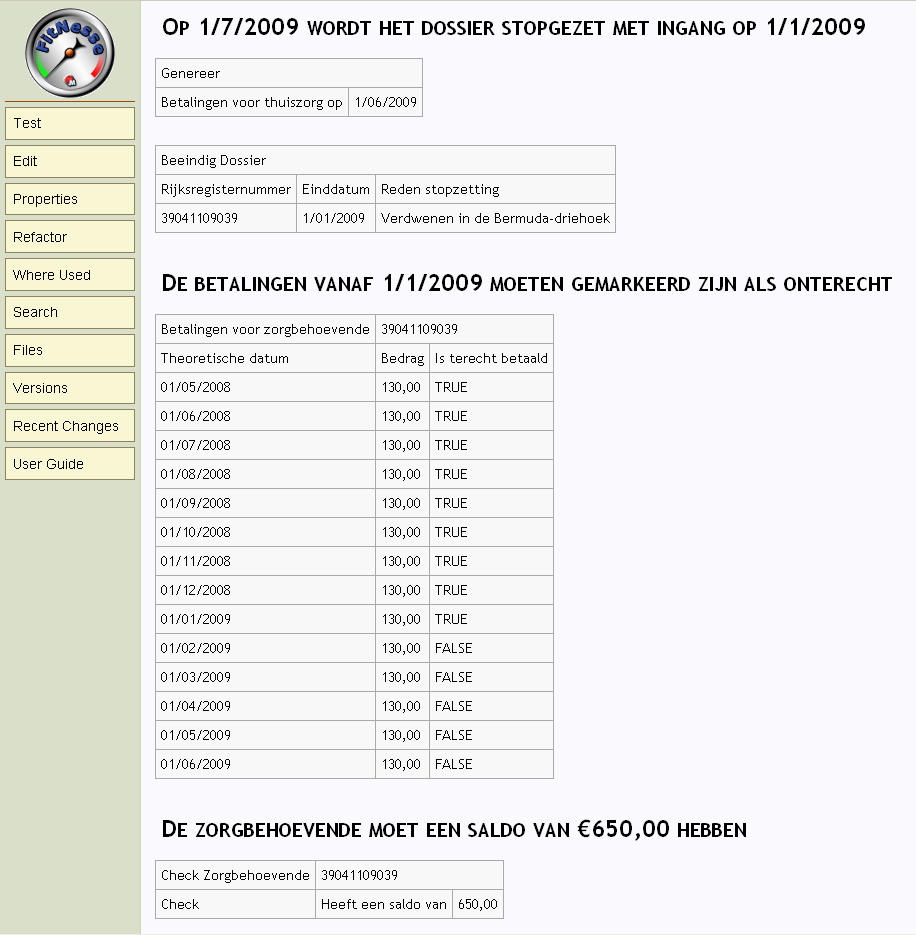 FitNesse
Test
Edit
Properties
Refactor
Where Used
Search
Files
Versions
Recent Changes
User Guide
Op 1/7/2009 wordt het dossier stopgezet met ingang op 1/1/2009
Genereer
Betalingen voor thuiszorg op 1/06/2009
Beeindig Dossier
Rijksregisternummer Einddatum Reden stopzetting
39041109039 1/01/2009 Verdwenen in de Bermuda-driehoek
De betalingen vanaf 1/1/2009 moeten gemarkeerd zijn als onterecht
Betalingen voor zorgbehoevende 39041109039
Theoretische datum Bedrag Is terecht betaald
01/05/2008 130,00 TRUE
01/06/2008 130,00 TRUE
01/07/2008 130,00 TRUE
01/08/2008 130,00 TRUE
01/09/2008 130,00 TRUE
01/10/2008 130,00 TRUE
01/11/2008 130,00 TRUE
01/12/2008 130,00 TRUE
01/01/2009 130,00 TRUE
01/02/2009 130,00 FALSE
01/03/2009 130,00 FALSE
01/04/2009 130,00 FALSE
01/05/2009 130,00 FALSE
01/06/2009 130,00 FALSE
De zorgbehoevende moet een saldo van €650,00 hebben
Check Zorgbehoevende 39041109039
Check Heeft een saldo van 650,00